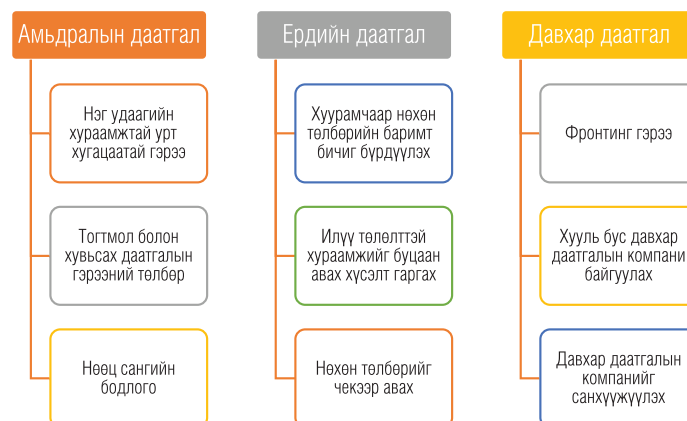 Амьдралын даатгал
Нэг удаагийн
хураамжтай урт
хугацаатай гэрээ
Тогтмол болон
хувьсах даатгалын
гэрээний төлбөр
Нөөц сангийн
бодлого
Ердийн даатгал
Хуурамчаар нөхөн
төлбөрийн баримт
бичиг бүрдүүлэх
Илүү төлөлттэй
хураамжийг буцаан
авах хүсэлт гаргах
Нөхөн төлбөрийг
чекээр авах
Давхар даатгал
Фронтинг гэрээ
Хууль бус давхар
даатгалын компани
байгуулах
Давхар даатгалын
компанийг
санхүүжүүлэх